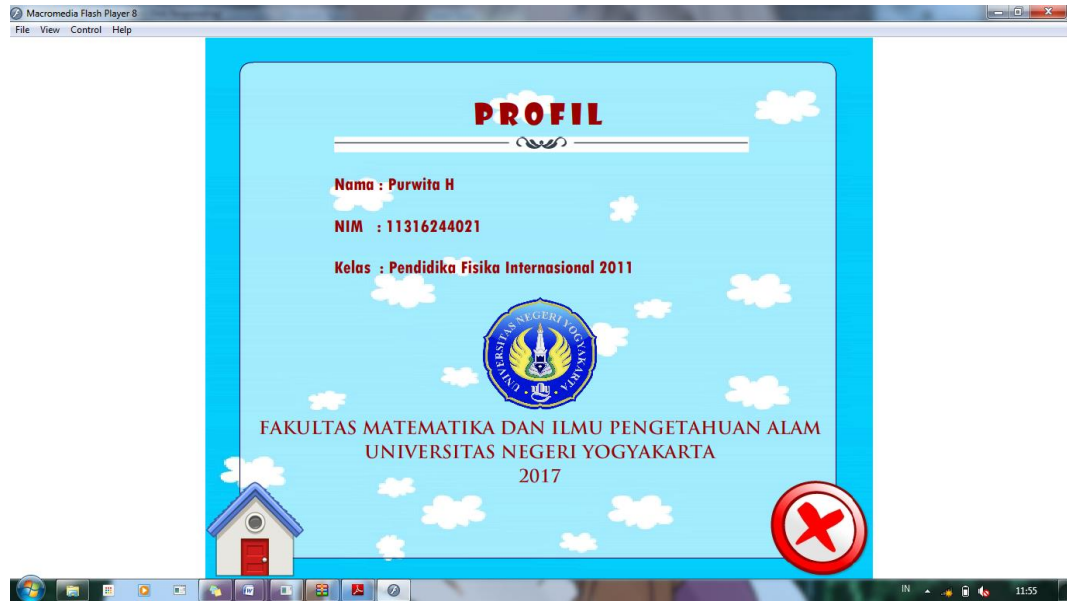 Macromedia Flash Player 8
File View Control Help
PROFIL
Nama : Purwita H
NIM : 11316244021
Kelas : Pendidika Fisika Internasional 2011
UNIVERSITAS NEGERI YOGYAKARTA
FAKULTAS MATEMATIKA DAN ILMU PENGETAHUAN ALAM
UNIVERSITAS NEGERI YOGYAKARTA
2017
IN 11:55